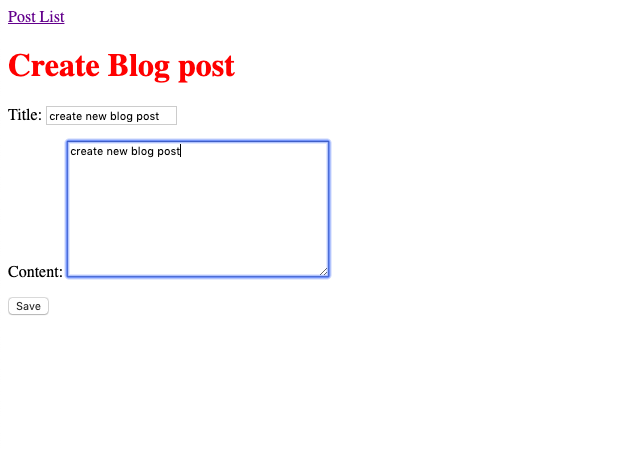 Post List
Create Blog post
Title: create new blog post
create new blog post
Content:
Save